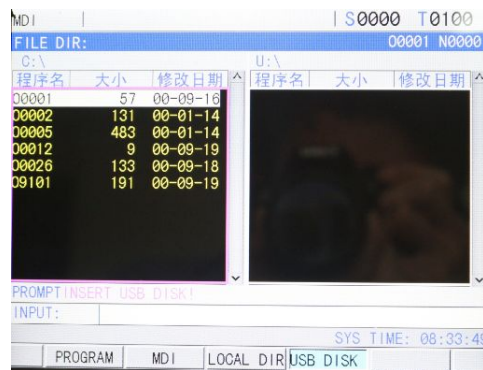 MDI S0000 T0100
FILE DIR: O0001 N0000
C:\ U:\
程序名 大小 修改日期 程序名 大小 修改日期
O0001 57 00-09-16
O0002 131 00-01-14
O0005 483 00-01-14
O0012 9 00-09-19
O0026 133 00-09-18
O9101 191 00-09-19
PROMPT INSERT USB DISK!
INPUT:
SYS TIME: 08:33:49
PROGRAM MDI LOCAL DIR USB DISK